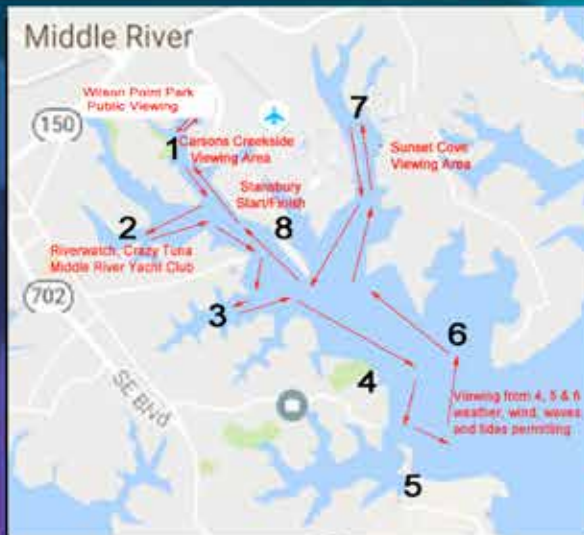 Middle River
Wilson Point Park
Public Viewing
150
1
Carsons Creekside
Viewing Area
7
Sunset Cove
Viewing Area
Stansbury
Start/Finish
8
2
Riverwatch, Crazy Tuna
Middle River Yacht Club
702
3
6
4
Viewing from 4, 5 & 6
weather, wind, waves
and tides permitting
SE Blvd
5